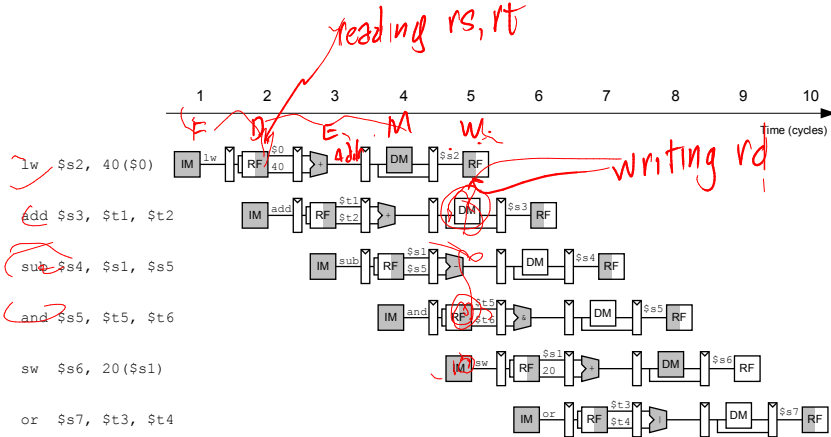 reading rs, rt
1 2 3 4 5 6 7 8 9 10
Time (cycles)
F D E M W
add
lw $s2, 40($0) IM lw RF $0 40 + DM $s2 RF
writing rd
add $s3, $t1, $t2 IM add RF $t1 $t2 + DM $s3 RF
sub $s4, $s1, $s5 IM sub RF $s1 $s5 - DM $s4 RF
and $s5, $t5, $t6 IM and RF $t5 $t6 & DM $s5 RF
sw $s6, 20($s1) IM sw RF $s1 20 + DM $s6 RF
or $s7, $t3, $t4 IM or RF $t3 $t4 | DM $s7 RF